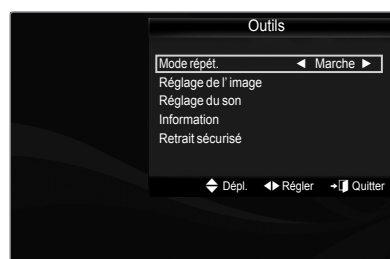 Outils
Mode répét. ◀ Marche ▶
Réglage de l' image
Réglage du son
Information
Retrait sécurisé
Dépl. Régler Quitter